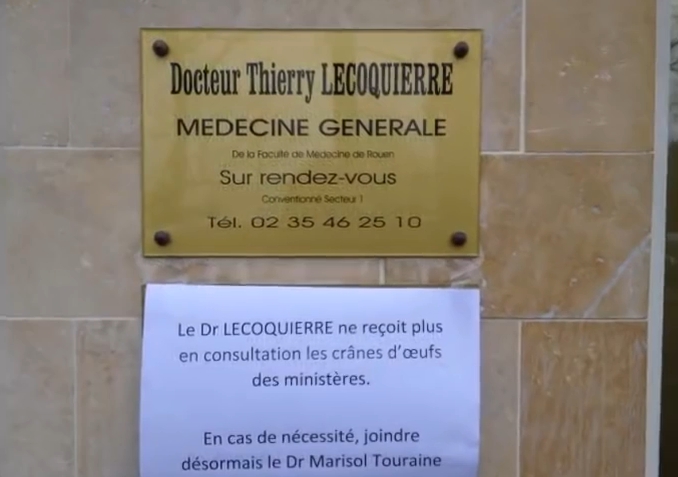 Docteur Thierry LECOQUIERRE
MEDECINE GENERALE
De la Faculté de Médecine de Rouen
Sur rendez-vous
Conventionné Secteur 1
Tél. 02 35 46 25 10
Le Dr LECOQUIERRE ne reçoit plus
en consultation les crânes d'œufs
des ministères.
En cas de nécessité, joindre
désormais le Dr Marisol Touraine